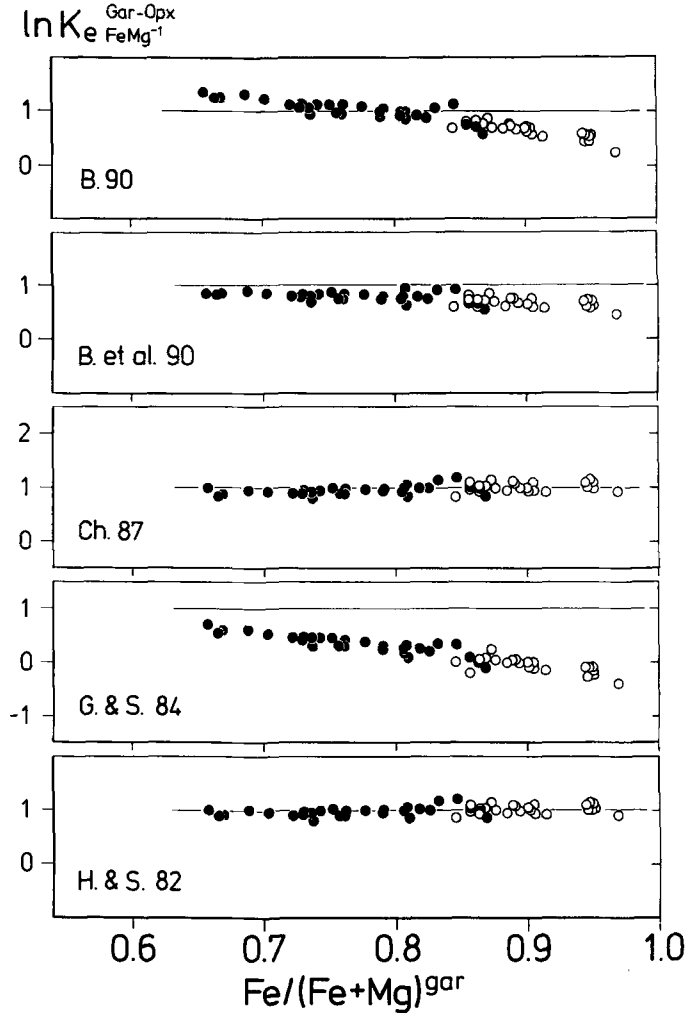 ln Ke Gar-Opx FeMg-1
1
0
B. 90
1
0
B. et al. 90
2
1
0
Ch. 87
1
0
-1
G. & S. 84
1
0
H. & S. 82
0.6 0.7 0.8 0.9 1.0
Fe/(Fe+Mg)gar